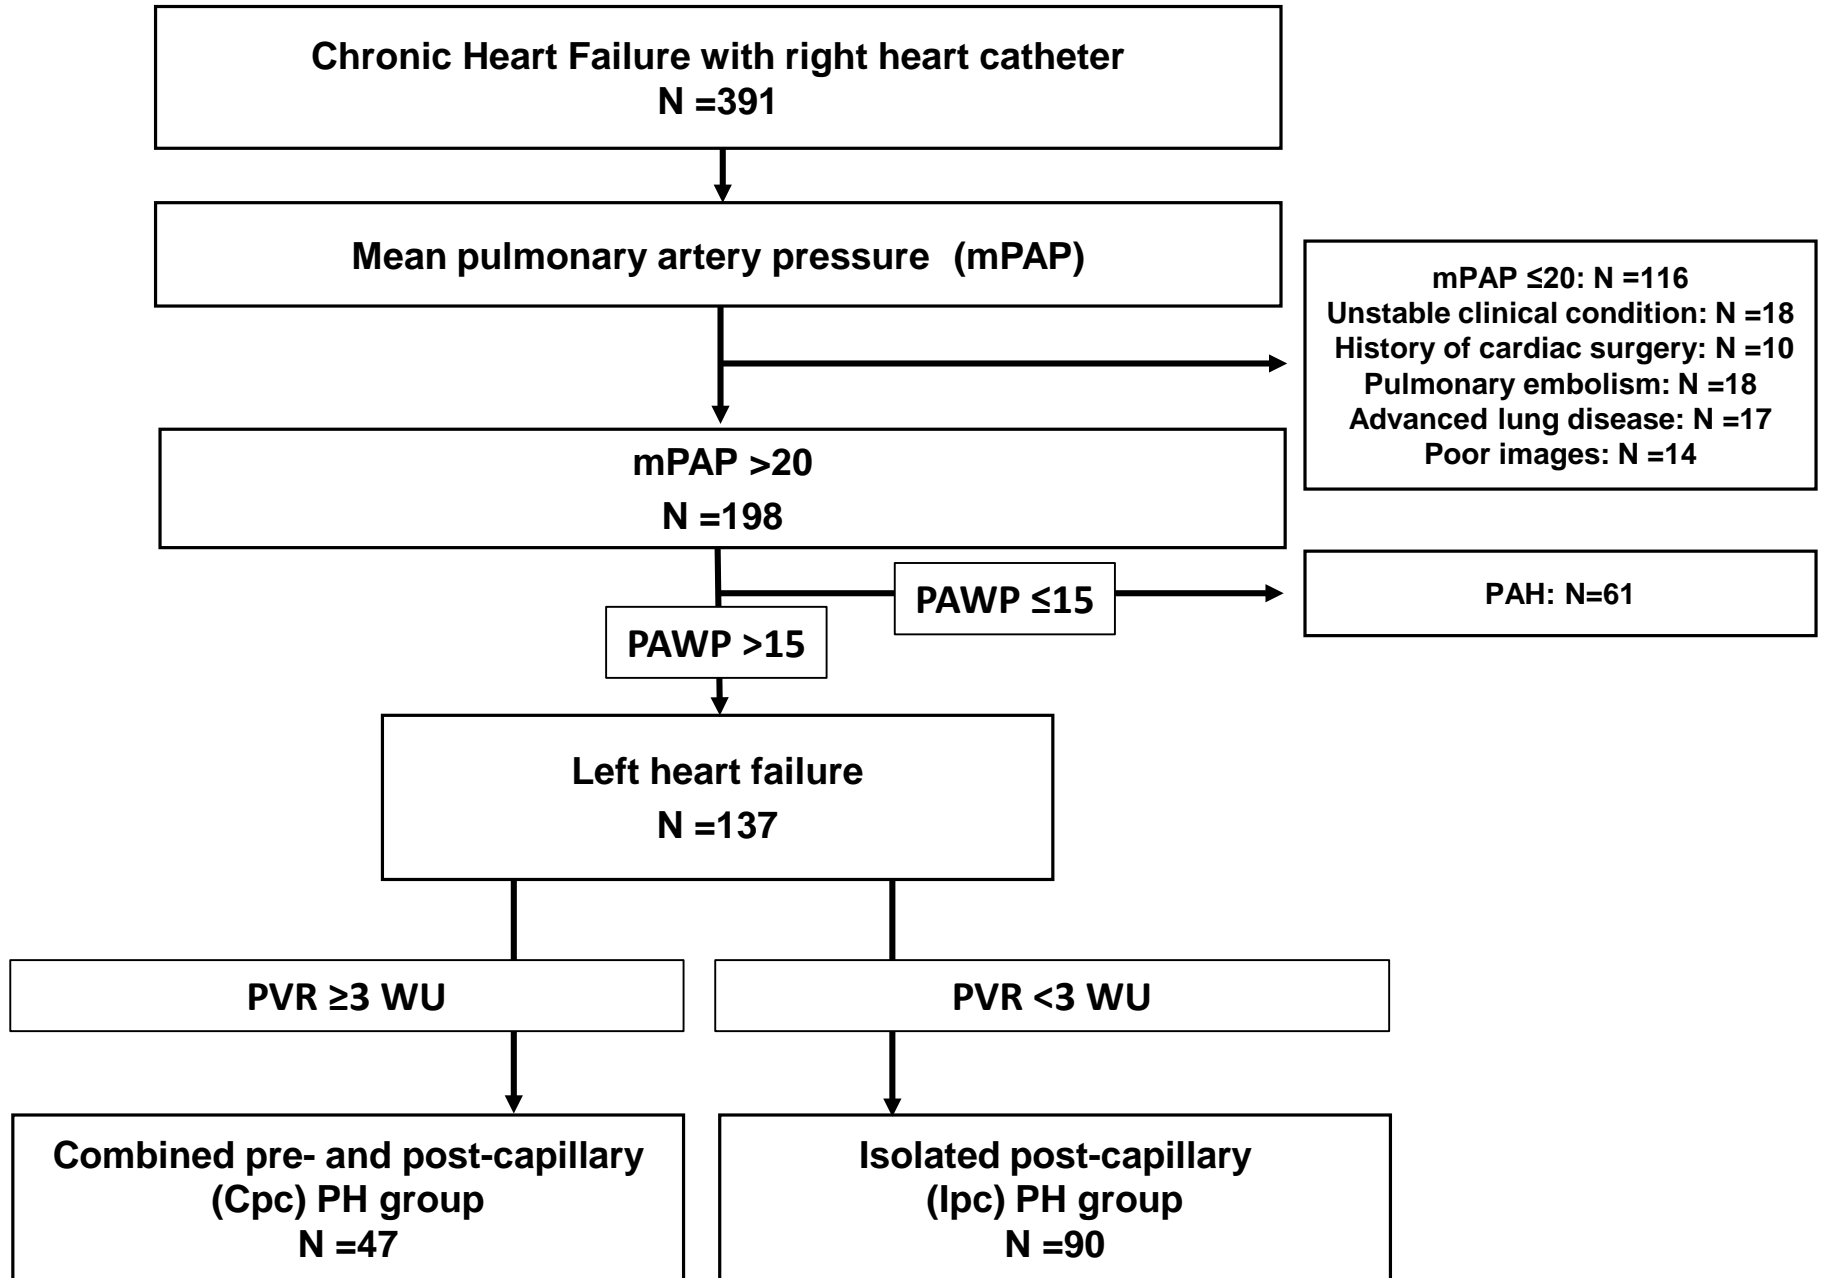 Chronic Heart Failure with right heart catheter
N =391
Mean pulmonary artery pressure (mPAP)
mPAP ≤20: N =116
Unstable clinical condition: N =18
History of cardiac surgery: N =10
Pulmonary embolism: N =18
Advanced lung disease: N =17
Poor images: N =14
mPAP >20
N =198
PAWP ≤15
PAH: N=61
PAWP >15
Left heart failure
N =137
PVR ≥3 WU
PVR <3 WU
Combined pre- and post-capillary
(Cpc) PH group
N =47
Isolated post-capillary
(Ipc) PH group
N =90